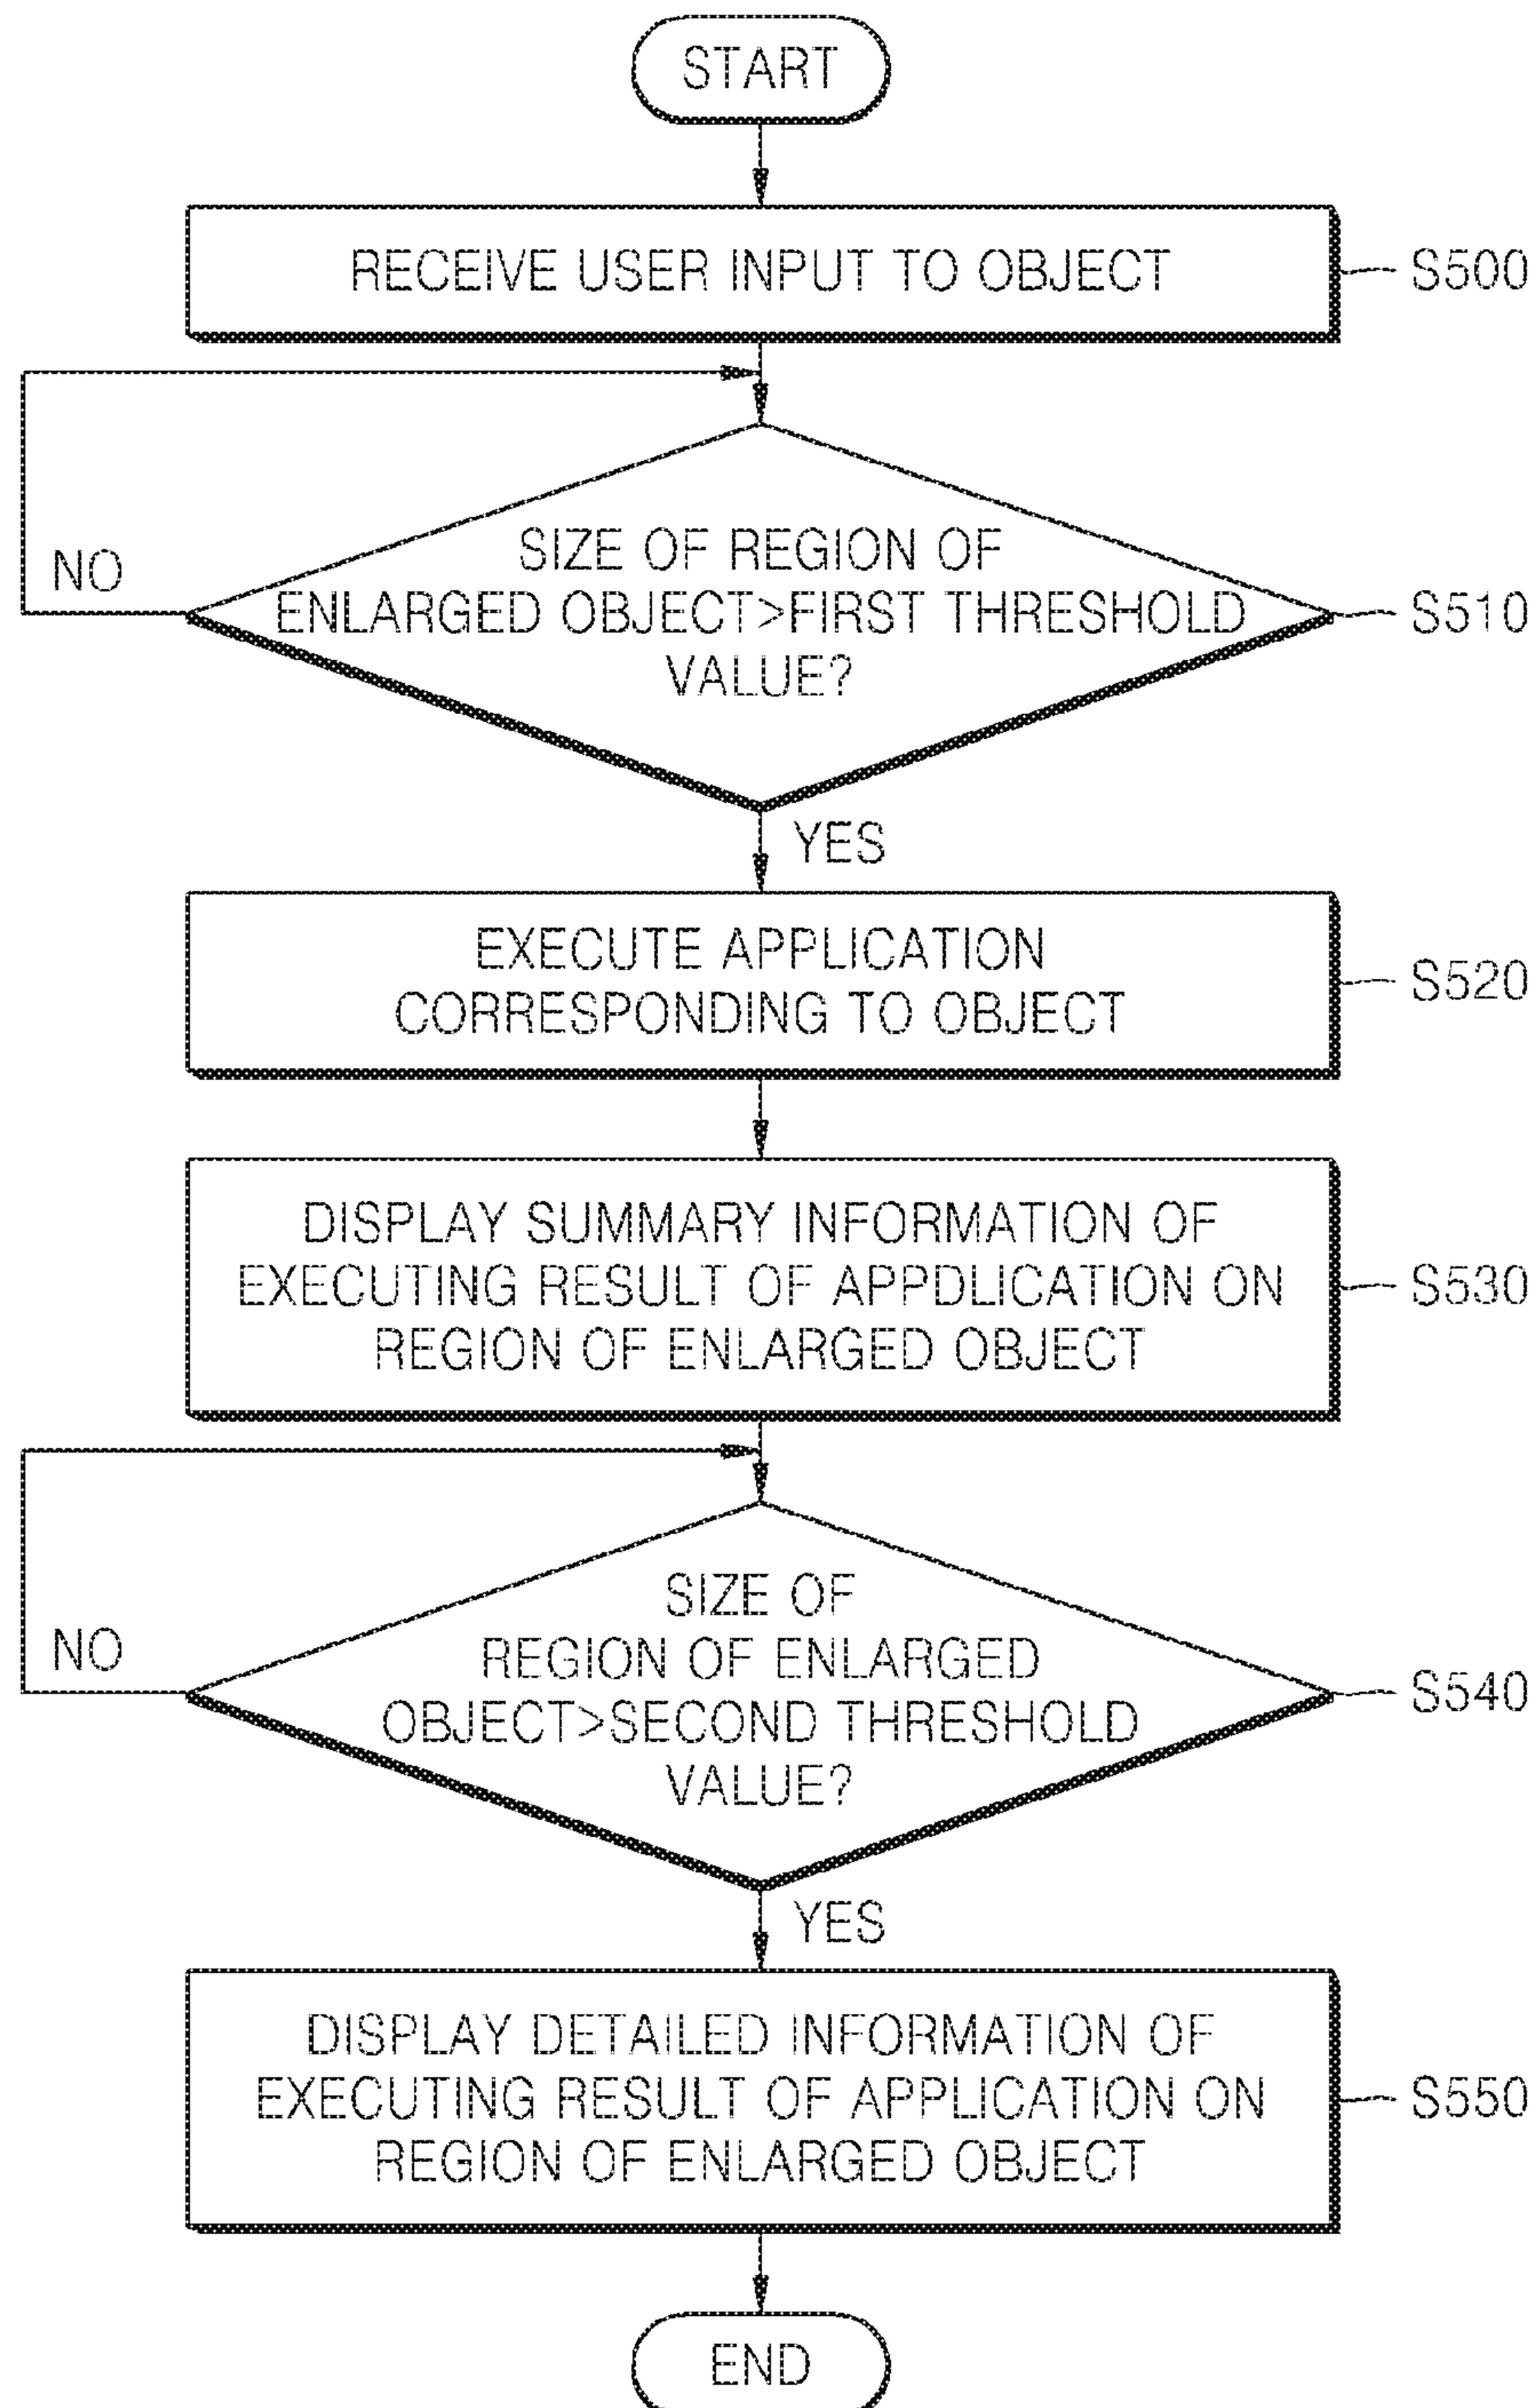 START
RECEIVE USER INPUT TO OBJECT
S500
SIZE OF REGION OF
ENLARGED OBJECT>FIRST THRESHOLD
VALUE?
NO
S510
YES
EXECUTE APPLICATION
CORRESPONDING TO OBJECT
S520
DISPLAY SUMMARY INFORMATION OF
EXECUTING RESULT OF APPDLICATION ON
REGION OF ENLARGED OBJECT
S530
SIZE OF
REGION OF ENLARGED
OBJECT>SECOND THRESHOLD
VALUE?
NO
S540
YES
DISPLAY DETAILED INFORMATION OF
EXECUTING RESULT OF APPLICATION ON
REGION OF ENLARGED OBJECT
S550
END